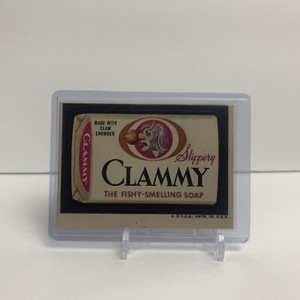 MADE WITH
CLAM
CHOWDER
CLAMMY
Slippery
CLAMMY
THE FISHY-SMELLING SOAP